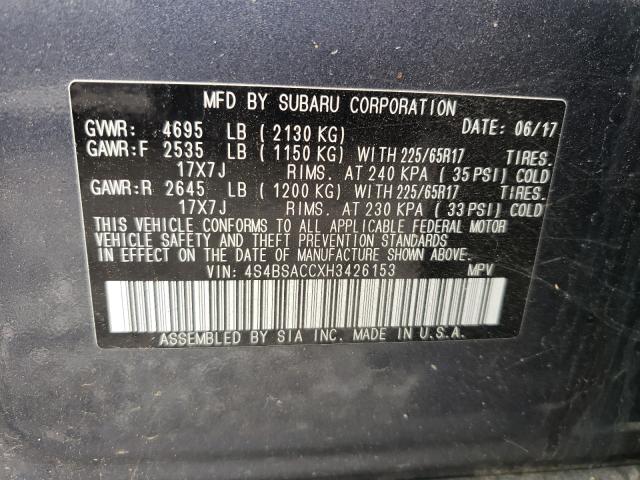 MFD BY SUBARU CORPORATION
GVWR: 4695 LB ( 2130 KG) DATE: 06/17
GAWR:F 2535 LB ( 1150 KG) WITH 225/65R17 TIRES.
17X7J RIMS. AT 240 KPA ( 35 PSI) COLD
GAWR:R 2645 LB ( 1200 KG) WITH 225/65R17 TIRES.
17X7J RIMS. AT 230 KPA ( 33 PSI) COLD
THIS VEHICLE CONFORMS TO ALL APPLICABLE FEDERAL MOTOR
VEHICLE SAFETY AND THEFT PREVENTION STANDARDS
IN EFFECT ON THE DATE OF MANUFACTURE SHOWN ABOVE.
VIN: 4S4BSACCXH3426153 MPV
ASSEMBLED BY SIA INC. MADE IN U.S.A.